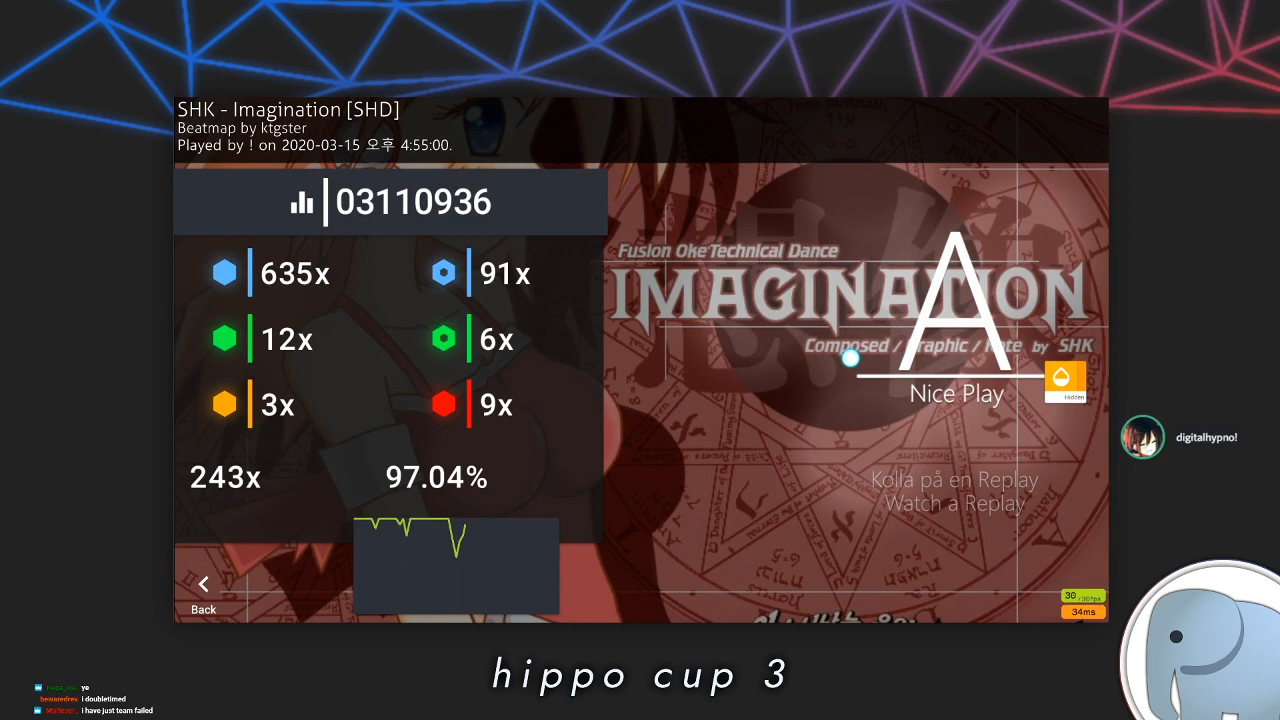 SHK - Imagination [SHD]
Beatmap by ktgster
Played by ! on 2020-03-15 오후 4:55:00.
03110936
635x
91x
12x
6x
3x
9x
243x
97.04%
Fusion Oke Technical Dance
IMAGINATION
Composed / Graphic / Note by SHK
A
Nice Play
Hidden
Kolla på en Replay
Watch a Replay
Back
30 /30fps
34ms
digitalhypno!
hippo cup 3
ye
bewaredrev i doubletimed
i have just team failed